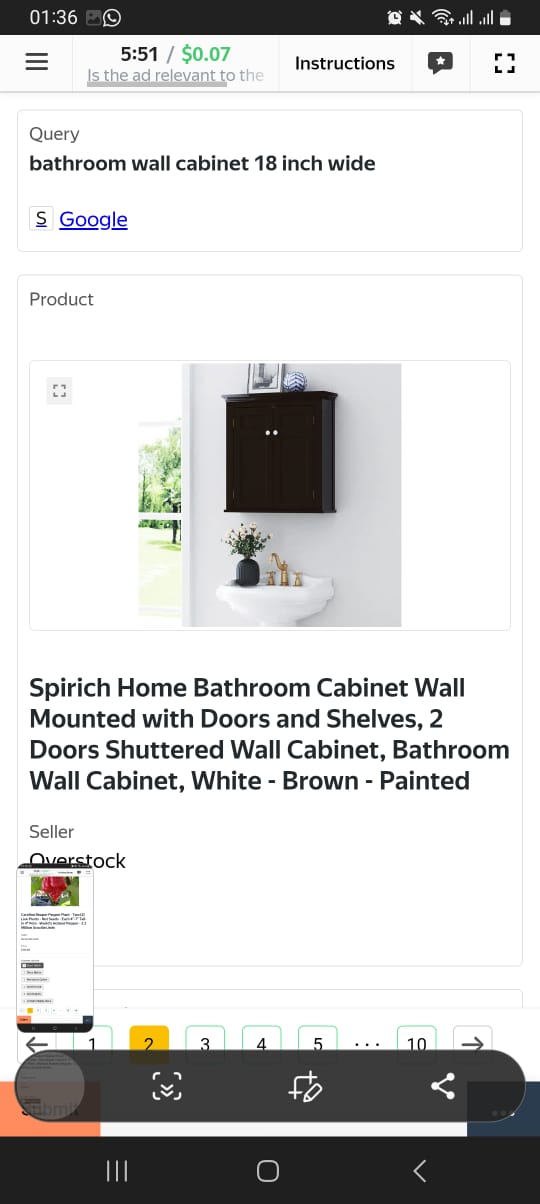 01:36
5:51 / $0.07
Is the ad relevant to the
Instructions
Query
bathroom wall cabinet 18 inch wide
S Google
Product
Spirich Home Bathroom Cabinet Wall
Mounted with Doors and Shelves, 2
Doors Shuttered Wall Cabinet, Bathroom
Wall Cabinet, White - Brown - Painted
Seller
Overstock
1 2 3 4 5 ... 10
Submit